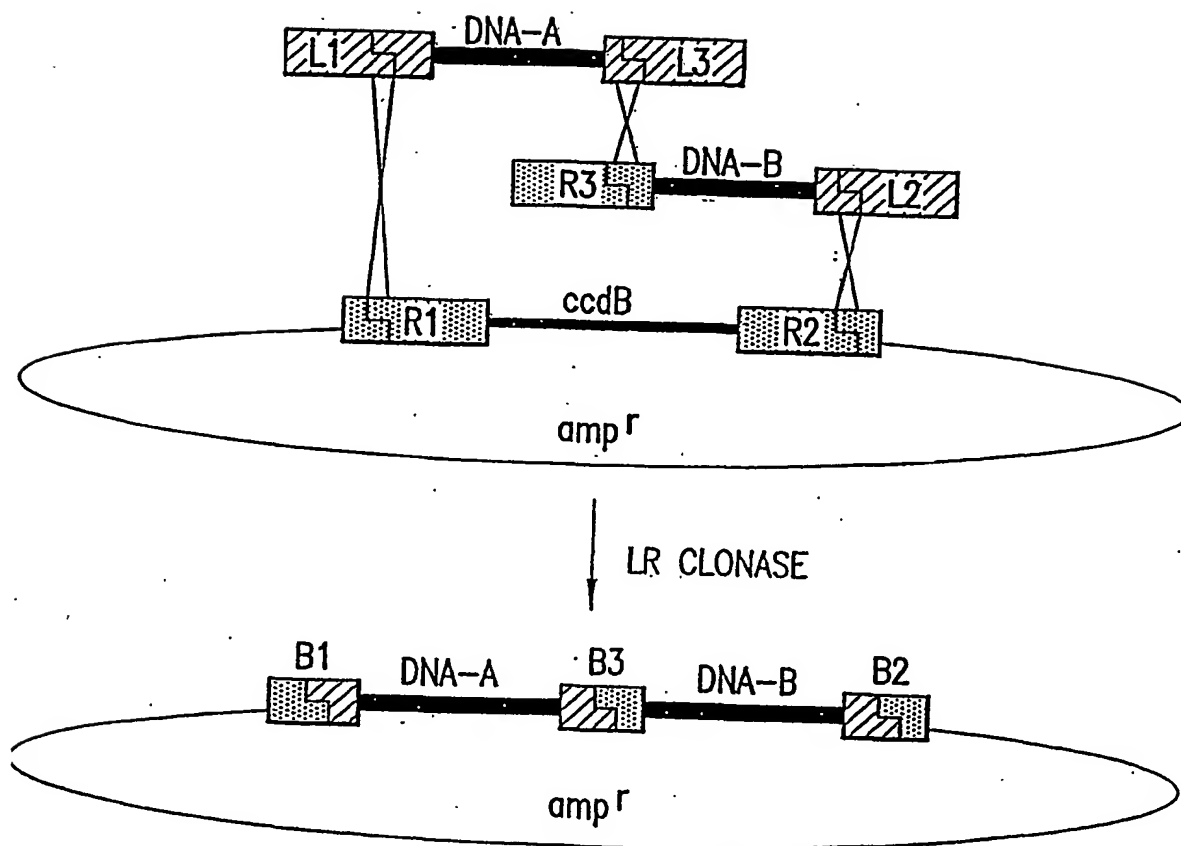 DNA-A
L1
L3
DNA-B
R3
L2
ccdB
R1
R2
amp r
LR CLONASE
B1
DNA-A
B3
DNA-B
B2
amp r